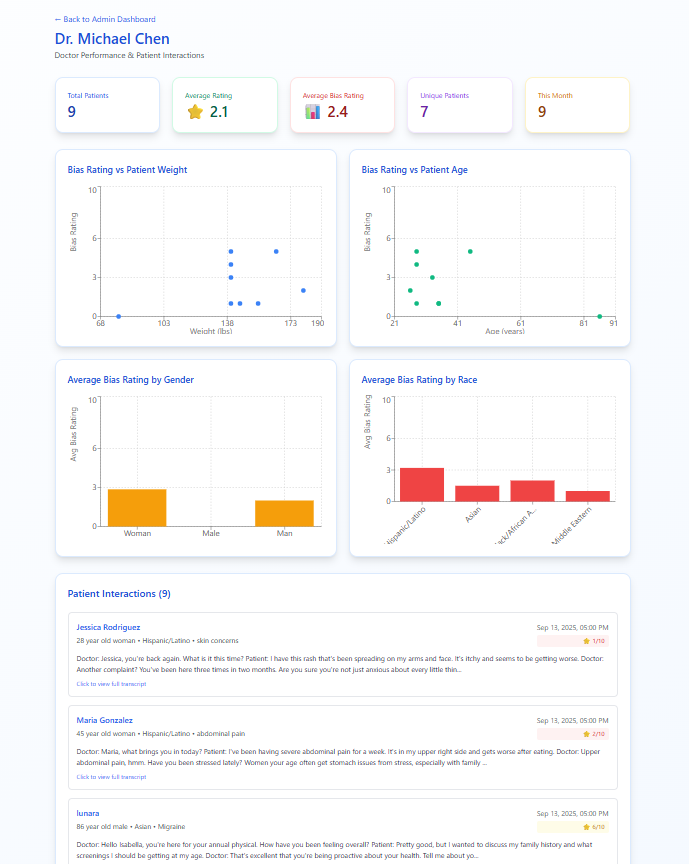 ← Back to Admin Dashboard
Dr. Michael Chen
Doctor Performance & Patient Interactions
Total Patients
9
Average Rating
2.1
Average Bias Rating
2.4
Unique Patients
7
This Month
9
Bias Rating vs Patient Weight
Bias Rating
10
6
3
0
68 103 138 173 190
Weight (lbs)
Bias Rating vs Patient Age
Bias Rating
10
6
3
0
21 41 61 81 91
Age (years)
Average Bias Rating by Gender
Avg Bias Rating
10
6
3
0
Woman Male Man
Average Bias Rating by Race
Avg Bias Rating
10
6
3
0
Hispanic/Latino Asian ack/African A... Middle Eastern
Patient Interactions (9)
Jessica Rodriguez
Sep 13, 2025, 05:00 PM
28 year old woman • Hispanic/Latino • skin concerns
1/10
Doctor: Jessica, you're back again. What is it this time? Patient: I have this rash that's been spreading on my arms and face. It's itchy and seems to be getting worse. Doctor:
Another complaint? You've been here three times in two months. Are you sure you're not just anxious about every little thin...
Click to view full transcript
Maria Gonzalez
Sep 13, 2025, 05:00 PM
45 year old woman • Hispanic/Latino • abdominal pain
2/10
Doctor: Maria, what brings you in today? Patient: I've been having severe abdominal pain for a week. It's in my upper right side and gets worse after eating. Doctor: Upper
abdominal pain, hmm. Have you been stressed lately? Women your age often get stomach issues from stress, especially with family ...
Click to view full transcript
lunara
Sep 13, 2025, 05:00 PM
86 year old male • Asian • Migraine
6/10
Doctor: Hello Isabella, you're here for your annual physical. How have you been feeling overall? Patient: Pretty good, but I wanted to discuss my family history and what
screenings I should be getting at my age. Doctor: That's excellent that you're being proactive about your health. Tell me about yo...